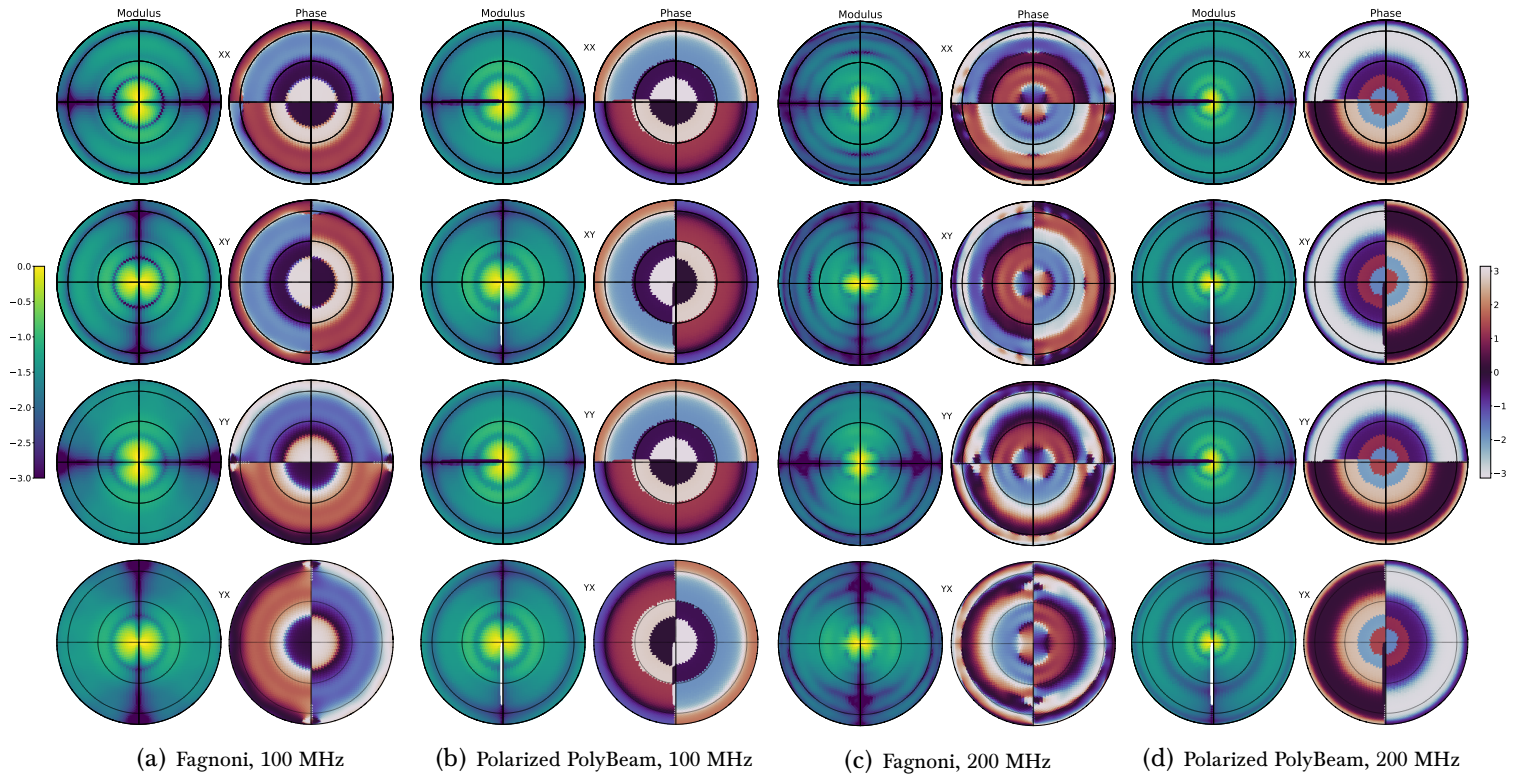 Modulus Phase Modulus Phase Modulus Phase Modulus Phase
XX XX XX XX
XY XY XY XY
0.0 3
−0.5 2
−1.0 1
−1.5 0
−2.0 −1
−2.5 −2
−3.0 −3
YY YY YY YY
YX YX YX YX
(a) Fagnoni, 100 MHz (b) Polarized PolyBeam, 100 MHz (c) Fagnoni, 200 MHz (d) Polarized PolyBeam, 200 MHz